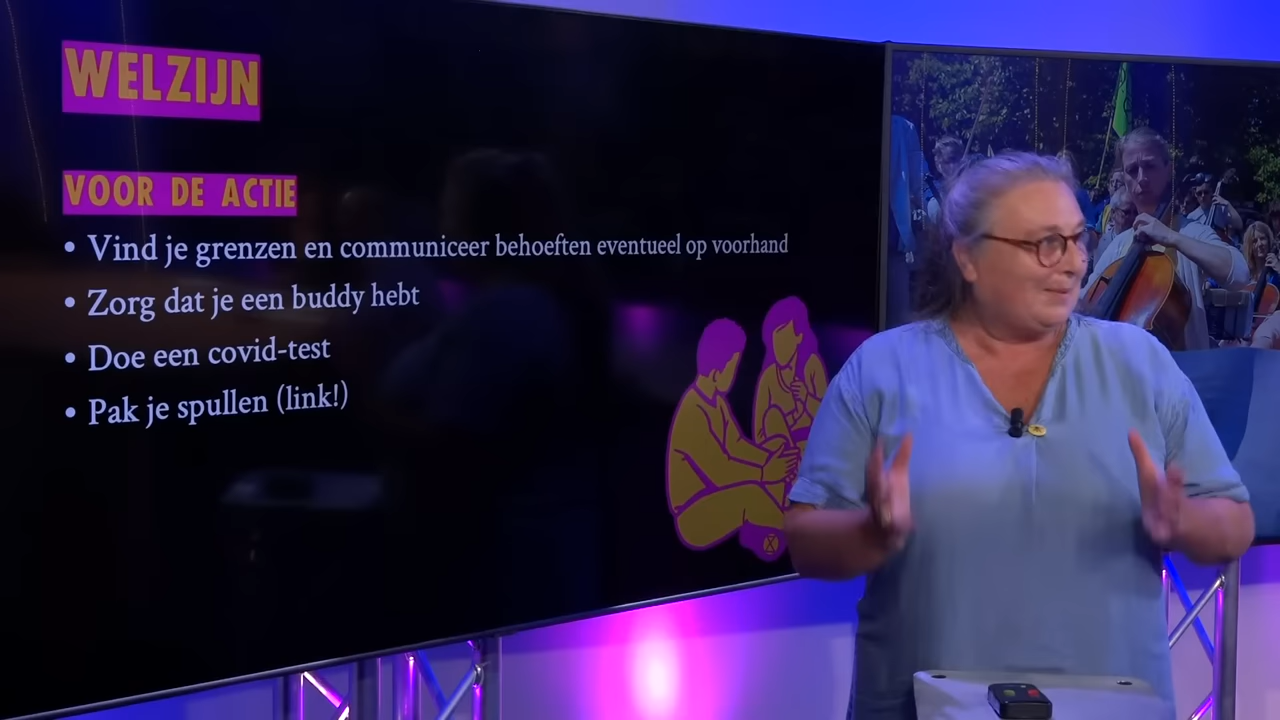 WELZIJN
VOOR DE ACTIE
• Vind je grenzen en communiceer behoeften eventueel op voorhand
• Zorg dat je een buddy hebt
• Doe een covid-test
• Pak je spullen (link!)